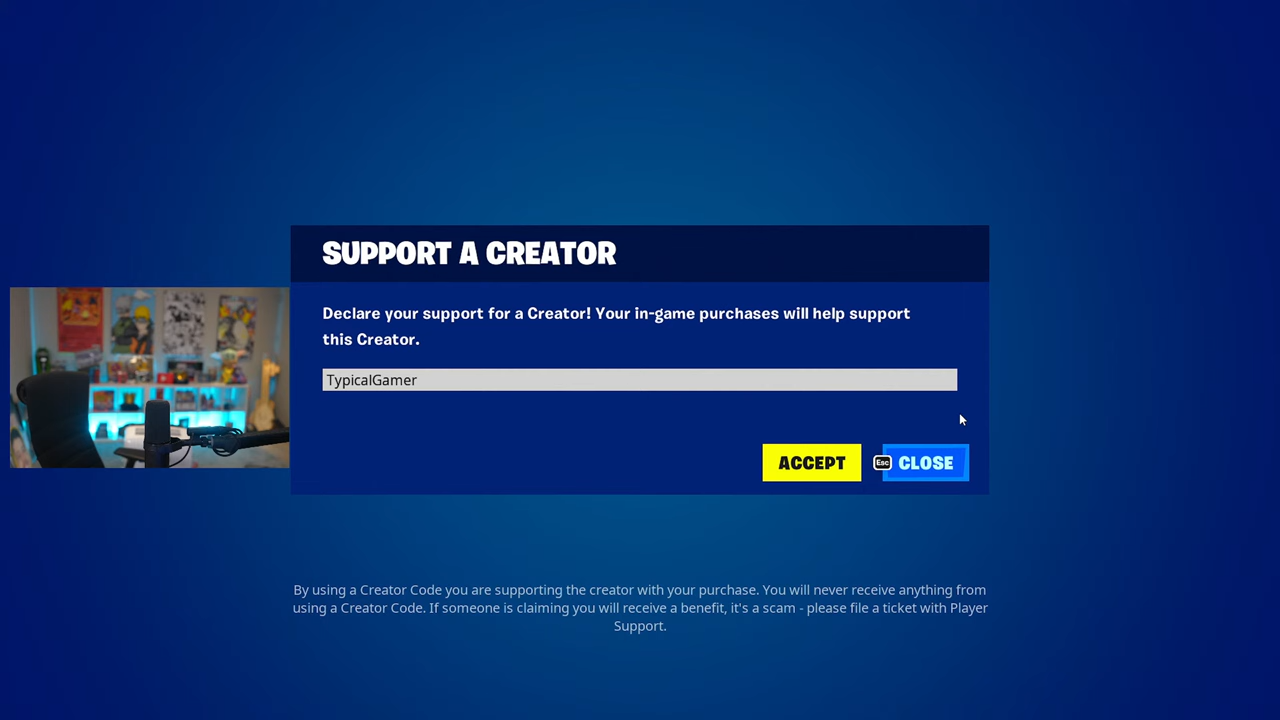 SUPPORT A CREATOR
Declare your support for a Creator! Your in-game purchases will help support
this Creator.
TypicalGamer
ACCEPT
Esc CLOSE
By using a Creator Code you are supporting the creator with your purchase. You will never receive anything from
using a Creator Code. If someone is claiming you will receive a benefit, it's a scam - please file a ticket with Player
Support.